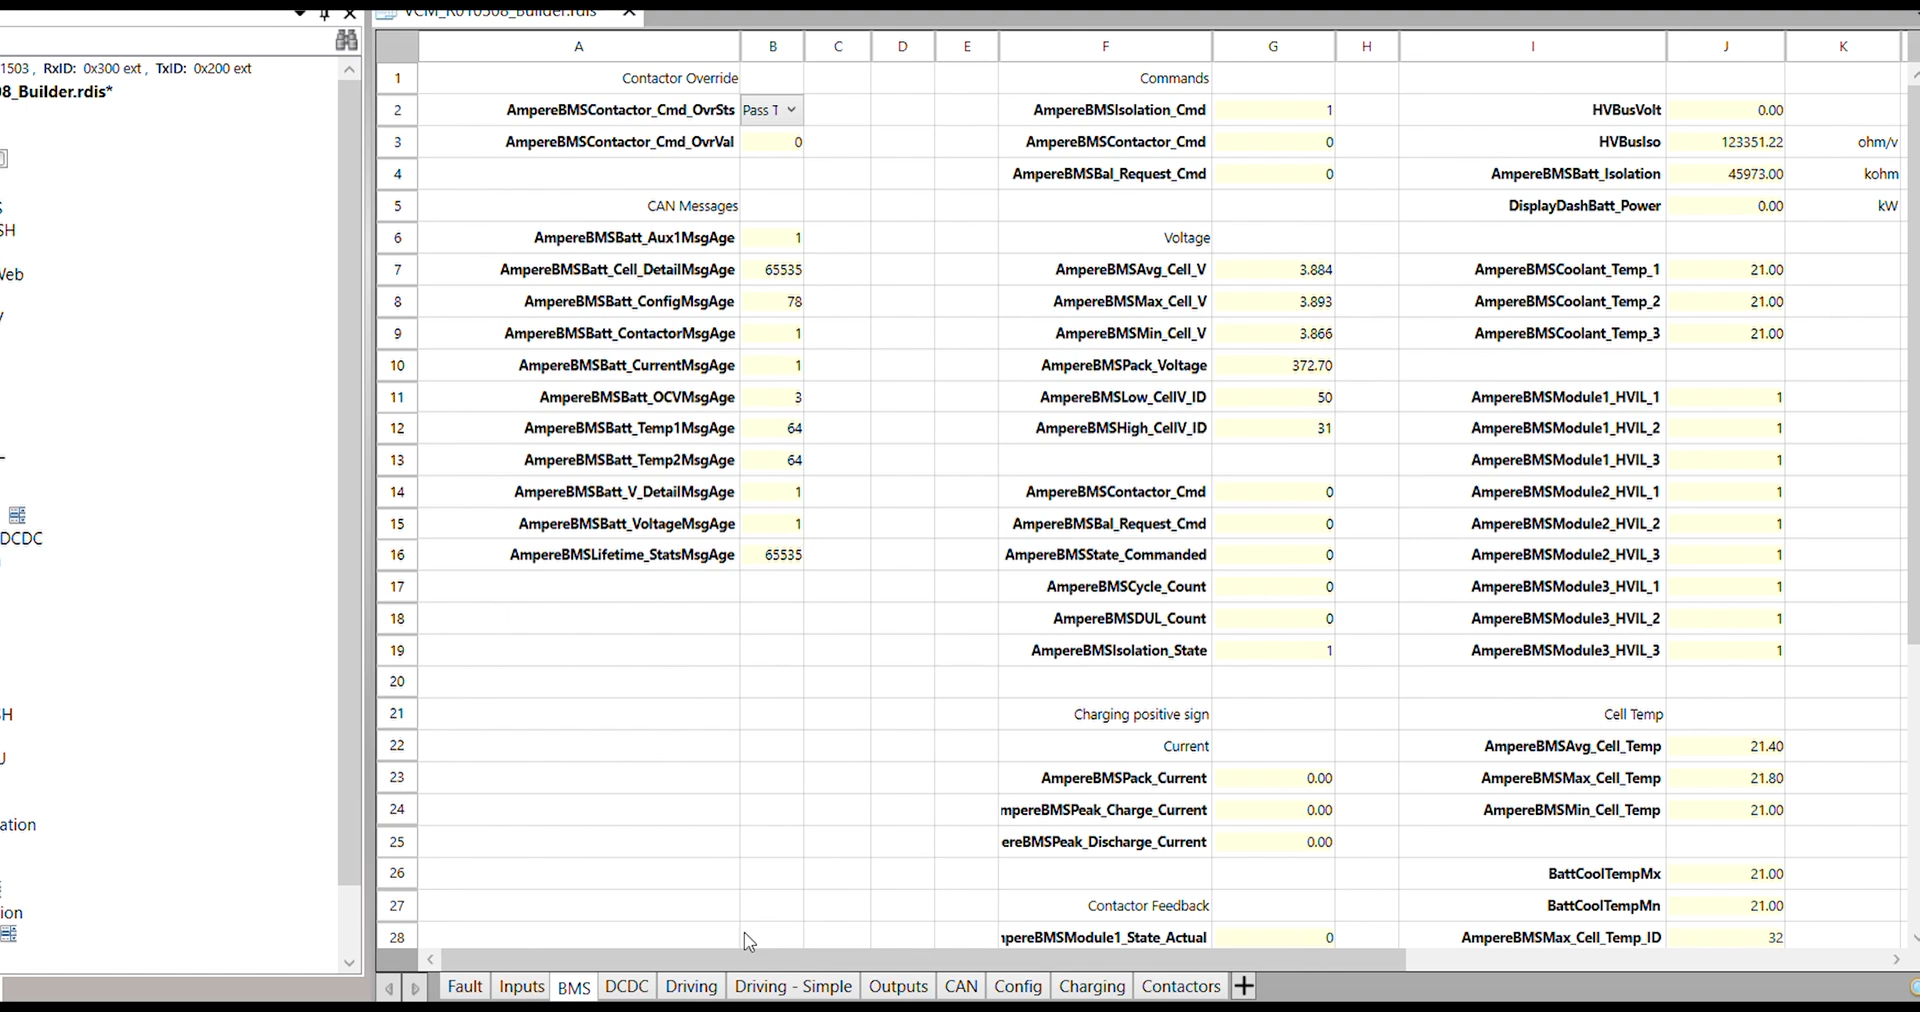 VCM_R010508_Builder.rdis
1503 , RxID: 0x300 ext , TxID: 0x200 ext
08_Builder.rdis*
SH
Web
DCDC
SH
U
ation
ion
A B C D E F G H I J K
1 Contactor Override Commands
2 AmpereBMSContactor_Cmd_OvrSts Pass T AmpereBMSIsolation_Cmd 1 HVBusVolt 0.00
3 AmpereBMSContactor_Cmd_OvrVal 0 AmpereBMSContactor_Cmd 0 HVBusIso 123351.22 ohm/v
4 AmpereBMSBal_Request_Cmd 0 AmpereBMSBatt_Isolation 45973.00 kohm
5 CAN Messages DisplayDashBatt_Power 0.00 kW
6 AmpereBMSBatt_Aux1MsgAge 1 Voltage
7 AmpereBMSBatt_Cell_DetailMsgAge 65535 AmpereBMSAvg_Cell_V 3.884 AmpereBMSCoolant_Temp_1 21.00
8 AmpereBMSBatt_ConfigMsgAge 78 AmpereBMSMax_Cell_V 3.893 AmpereBMSCoolant_Temp_2 21.00
9 AmpereBMSBatt_ContactorMsgAge 1 AmpereBMSMin_Cell_V 3.866 AmpereBMSCoolant_Temp_3 21.00
10 AmpereBMSBatt_CurrentMsgAge 1 AmpereBMSPack_Voltage 372.70
11 AmpereBMSBatt_OCVMsgAge 3 AmpereBMSLow_CellV_ID 50 AmpereBMSModule1_HVIL_1 1
12 AmpereBMSBatt_Temp1MsgAge 64 AmpereBMSHigh_CellV_ID 31 AmpereBMSModule1_HVIL_2 1
13 AmpereBMSBatt_Temp2MsgAge 64 AmpereBMSModule1_HVIL_3 1
14 AmpereBMSBatt_V_DetailMsgAge 1 AmpereBMSContactor_Cmd 0 AmpereBMSModule2_HVIL_1 1
15 AmpereBMSBatt_VoltageMsgAge 1 AmpereBMSBal_Request_Cmd 0 AmpereBMSModule2_HVIL_2 1
16 AmpereBMSLifetime_StatsMsgAge 65535 AmpereBMSState_Commanded 0 AmpereBMSModule2_HVIL_3 1
17 AmpereBMSCycle_Count 0 AmpereBMSModule3_HVIL_1 1
18 AmpereBMSDUL_Count 0 AmpereBMSModule3_HVIL_2 1
19 AmpereBMSIsolation_State 1 AmpereBMSModule3_HVIL_3 1
20
21 Charging positive sign Cell Temp
22 Current AmpereBMSAvg_Cell_Temp 21.40
23 AmpereBMSPack_Current 0.00 AmpereBMSMax_Cell_Temp 21.80
24 mpereBMSPeak_Charge_Current 0.00 AmpereBMSMin_Cell_Temp 21.00
25 ereBMSPeak_Discharge_Current 0.00
26 BattCoolTempMx 21.00
27 Contactor Feedback BattCoolTempMn 21.00
28 mpereBMSModule1_State_Actual 0 AmpereBMSMax_Cell_Temp_ID 32
Fault Inputs BMS DCDC Driving Driving - Simple Outputs CAN Config Charging Contactors